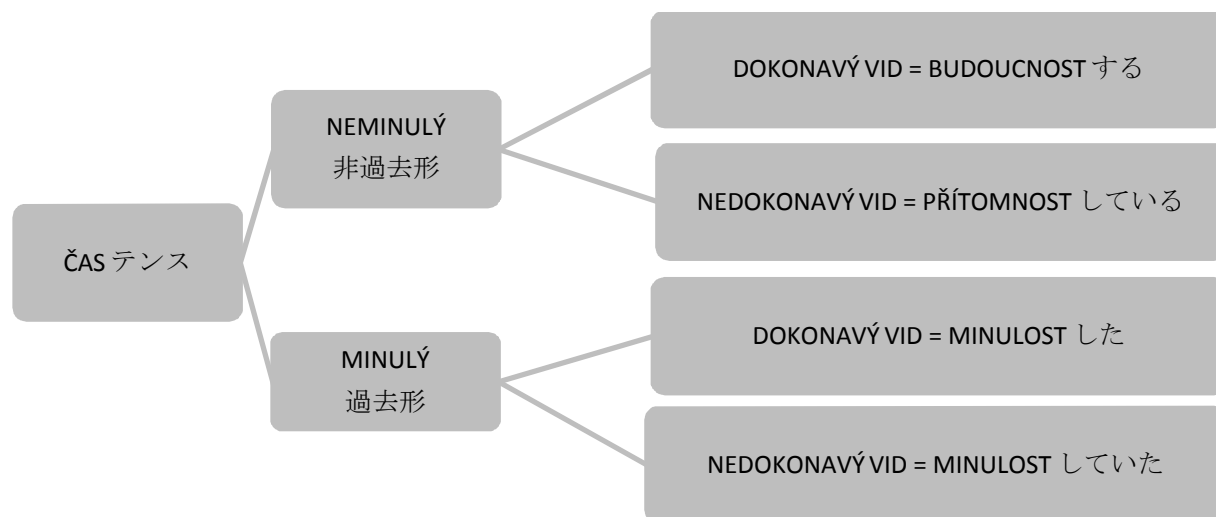 ČAS テンス
NEMINULÝ
非過去形
DOKONAVÝ VID = BUDOUCNOST する
NEDOKONAVÝ VID = PŘÍTOMNOST している
MINULÝ
過去形
DOKONAVÝ VID = MINULOST した
NEDOKONAVÝ VID = MINULOST していた